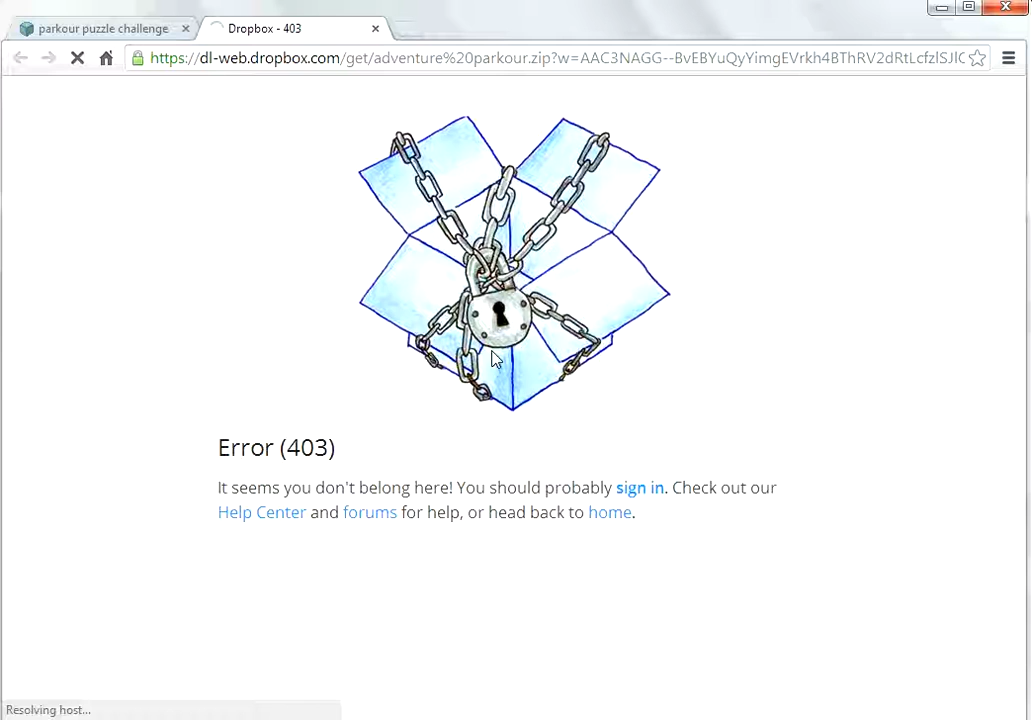 parkour puzzle challenge
Dropbox - 403
https://dl-web.dropbox.com/get/adventure%20parkour.zip?w=AAC3NAGG--BvEBYuQyYimgEVrkh4BThRV2dRtLcfzlSJlC
Error (403)
It seems you don't belong here! You should probably sign in. Check out our
Help Center and forums for help, or head back to home.
Resolving host...